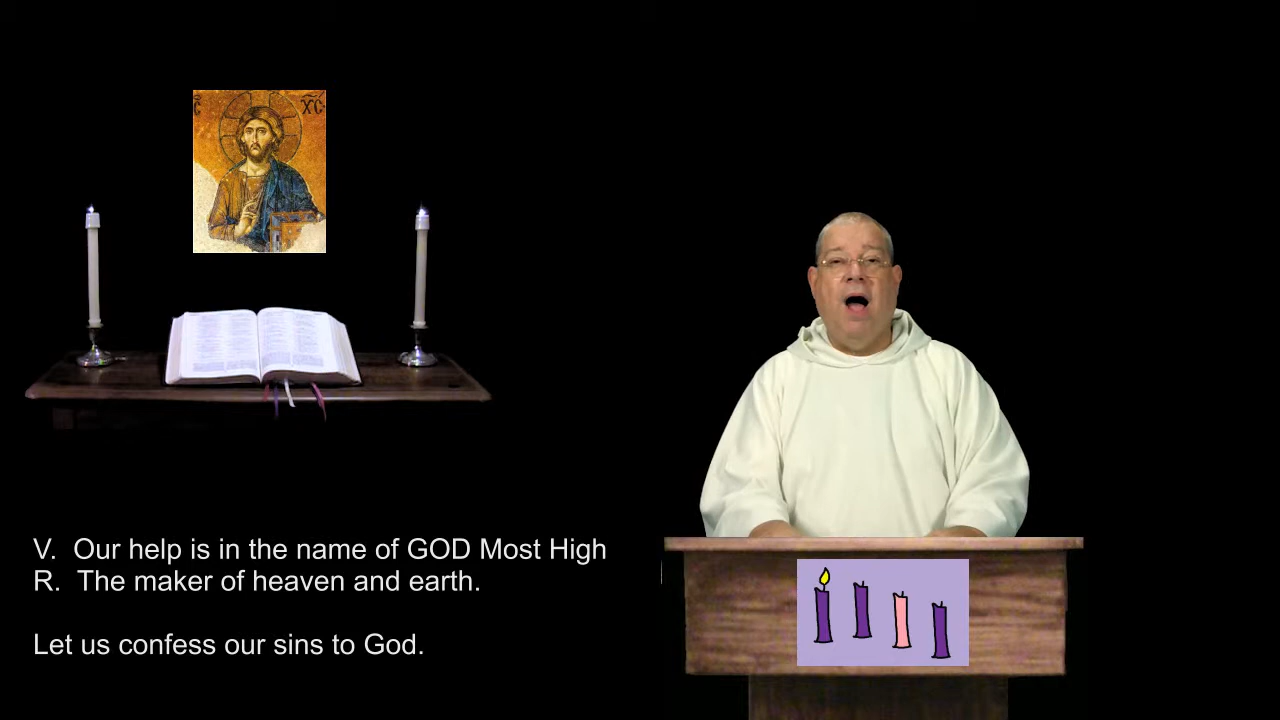 XC
V. Our help is in the name of GOD Most High
R. The maker of heaven and earth.
Let us confess our sins to God.